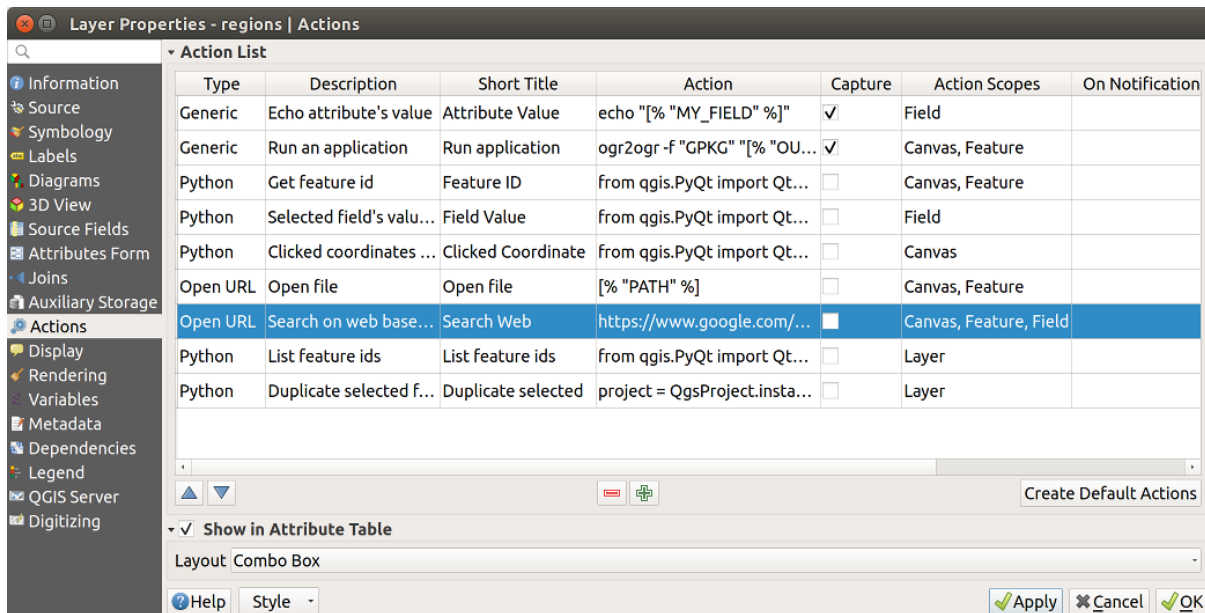 Layer Properties - regions | Actions
Action List
Information
Source
Symbology
Labels
Diagrams
3D View
Source Fields
Attributes Form
Joins
Auxiliary Storage
Actions
Display
Rendering
Variables
Metadata
Dependencies
Legend
QGIS Server
Digitizing
Type Description Short Title Action Capture Action Scopes On Notification
Generic Echo attribute's value Attribute Value echo "[% "MY_FIELD" %]" Field
Generic Run an application Run application ogr2ogr -f "GPKG" "[% "OU... Canvas, Feature
Python Get feature id Feature ID from qgis.PyQt import Qt... Canvas, Feature
Python Selected field's valu... Field Value from qgis.PyQt import Qt... Field
Python Clicked coordinates ... Clicked Coordinate from qgis.PyQt import Qt... Canvas
Open URL Open file Open file [% "PATH" %] Canvas, Feature
Open URL Search on web base... Search Web https://www.google.com/... Canvas, Feature, Field
Python List feature ids List feature ids from qgis.PyQt import Qt... Layer
Python Duplicate selected f... Duplicate selected project = QgsProject.insta... Layer
Create Default Actions
Show in Attribute Table
Layout Combo Box
Help Style Apply Cancel OK